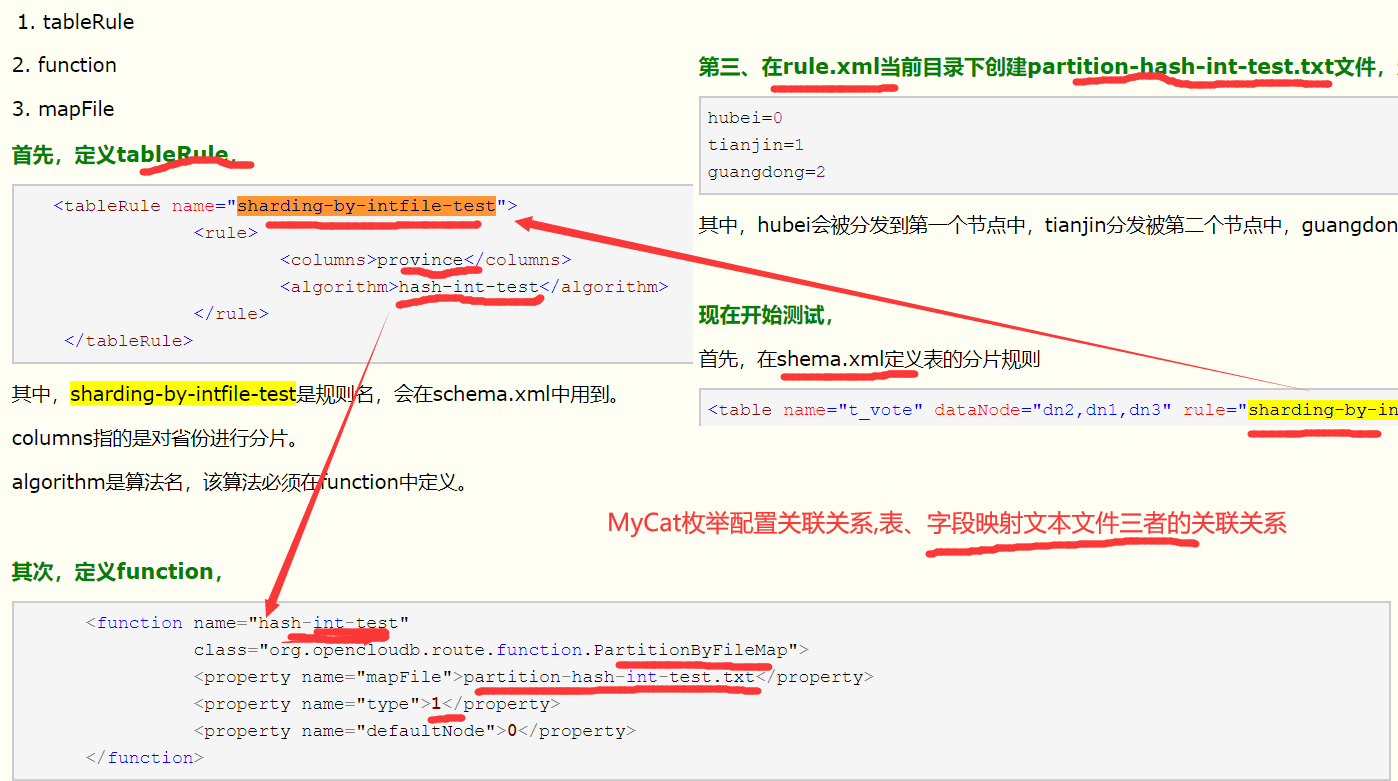 1. tableRule
2. function
3. mapFile
首先，定义tableRule，
<tableRule name="sharding-by-intfile-test">
<rule>
<columns>province</columns>
<algorithm>hash-int-test</algorithm>
</rule>
</tableRule>
其中，sharding-by-intfile-test是规则名，会在schema.xml中用到。
columns指的是对省份进行分片。
algorithm是算法名，该算法必须在function中定义。
第三、在rule.xml当前目录下创建partition-hash-int-test.txt文件，
hubei=0
tianjin=1
guangdong=2
其中，hubei会被分发到第一个节点中，tianjin分发被第二个节点中，guangdon
现在开始测试，
首先，在shema.xml定义表的分片规则
<table name="t_vote" dataNode="dn2,dn1,dn3" rule="sharding-by-in
MyCat枚举配置关联关系,表、字段映射文本文件三者的关联关系
其次，定义function，
<function name="hash-int-test"
class="org.opencloudb.route.function.PartitionByFileMap">
<property name="mapFile">partition-hash-int-test.txt</property>
<property name="type">1</property>
<property name="defaultNode">0</property>
</function>